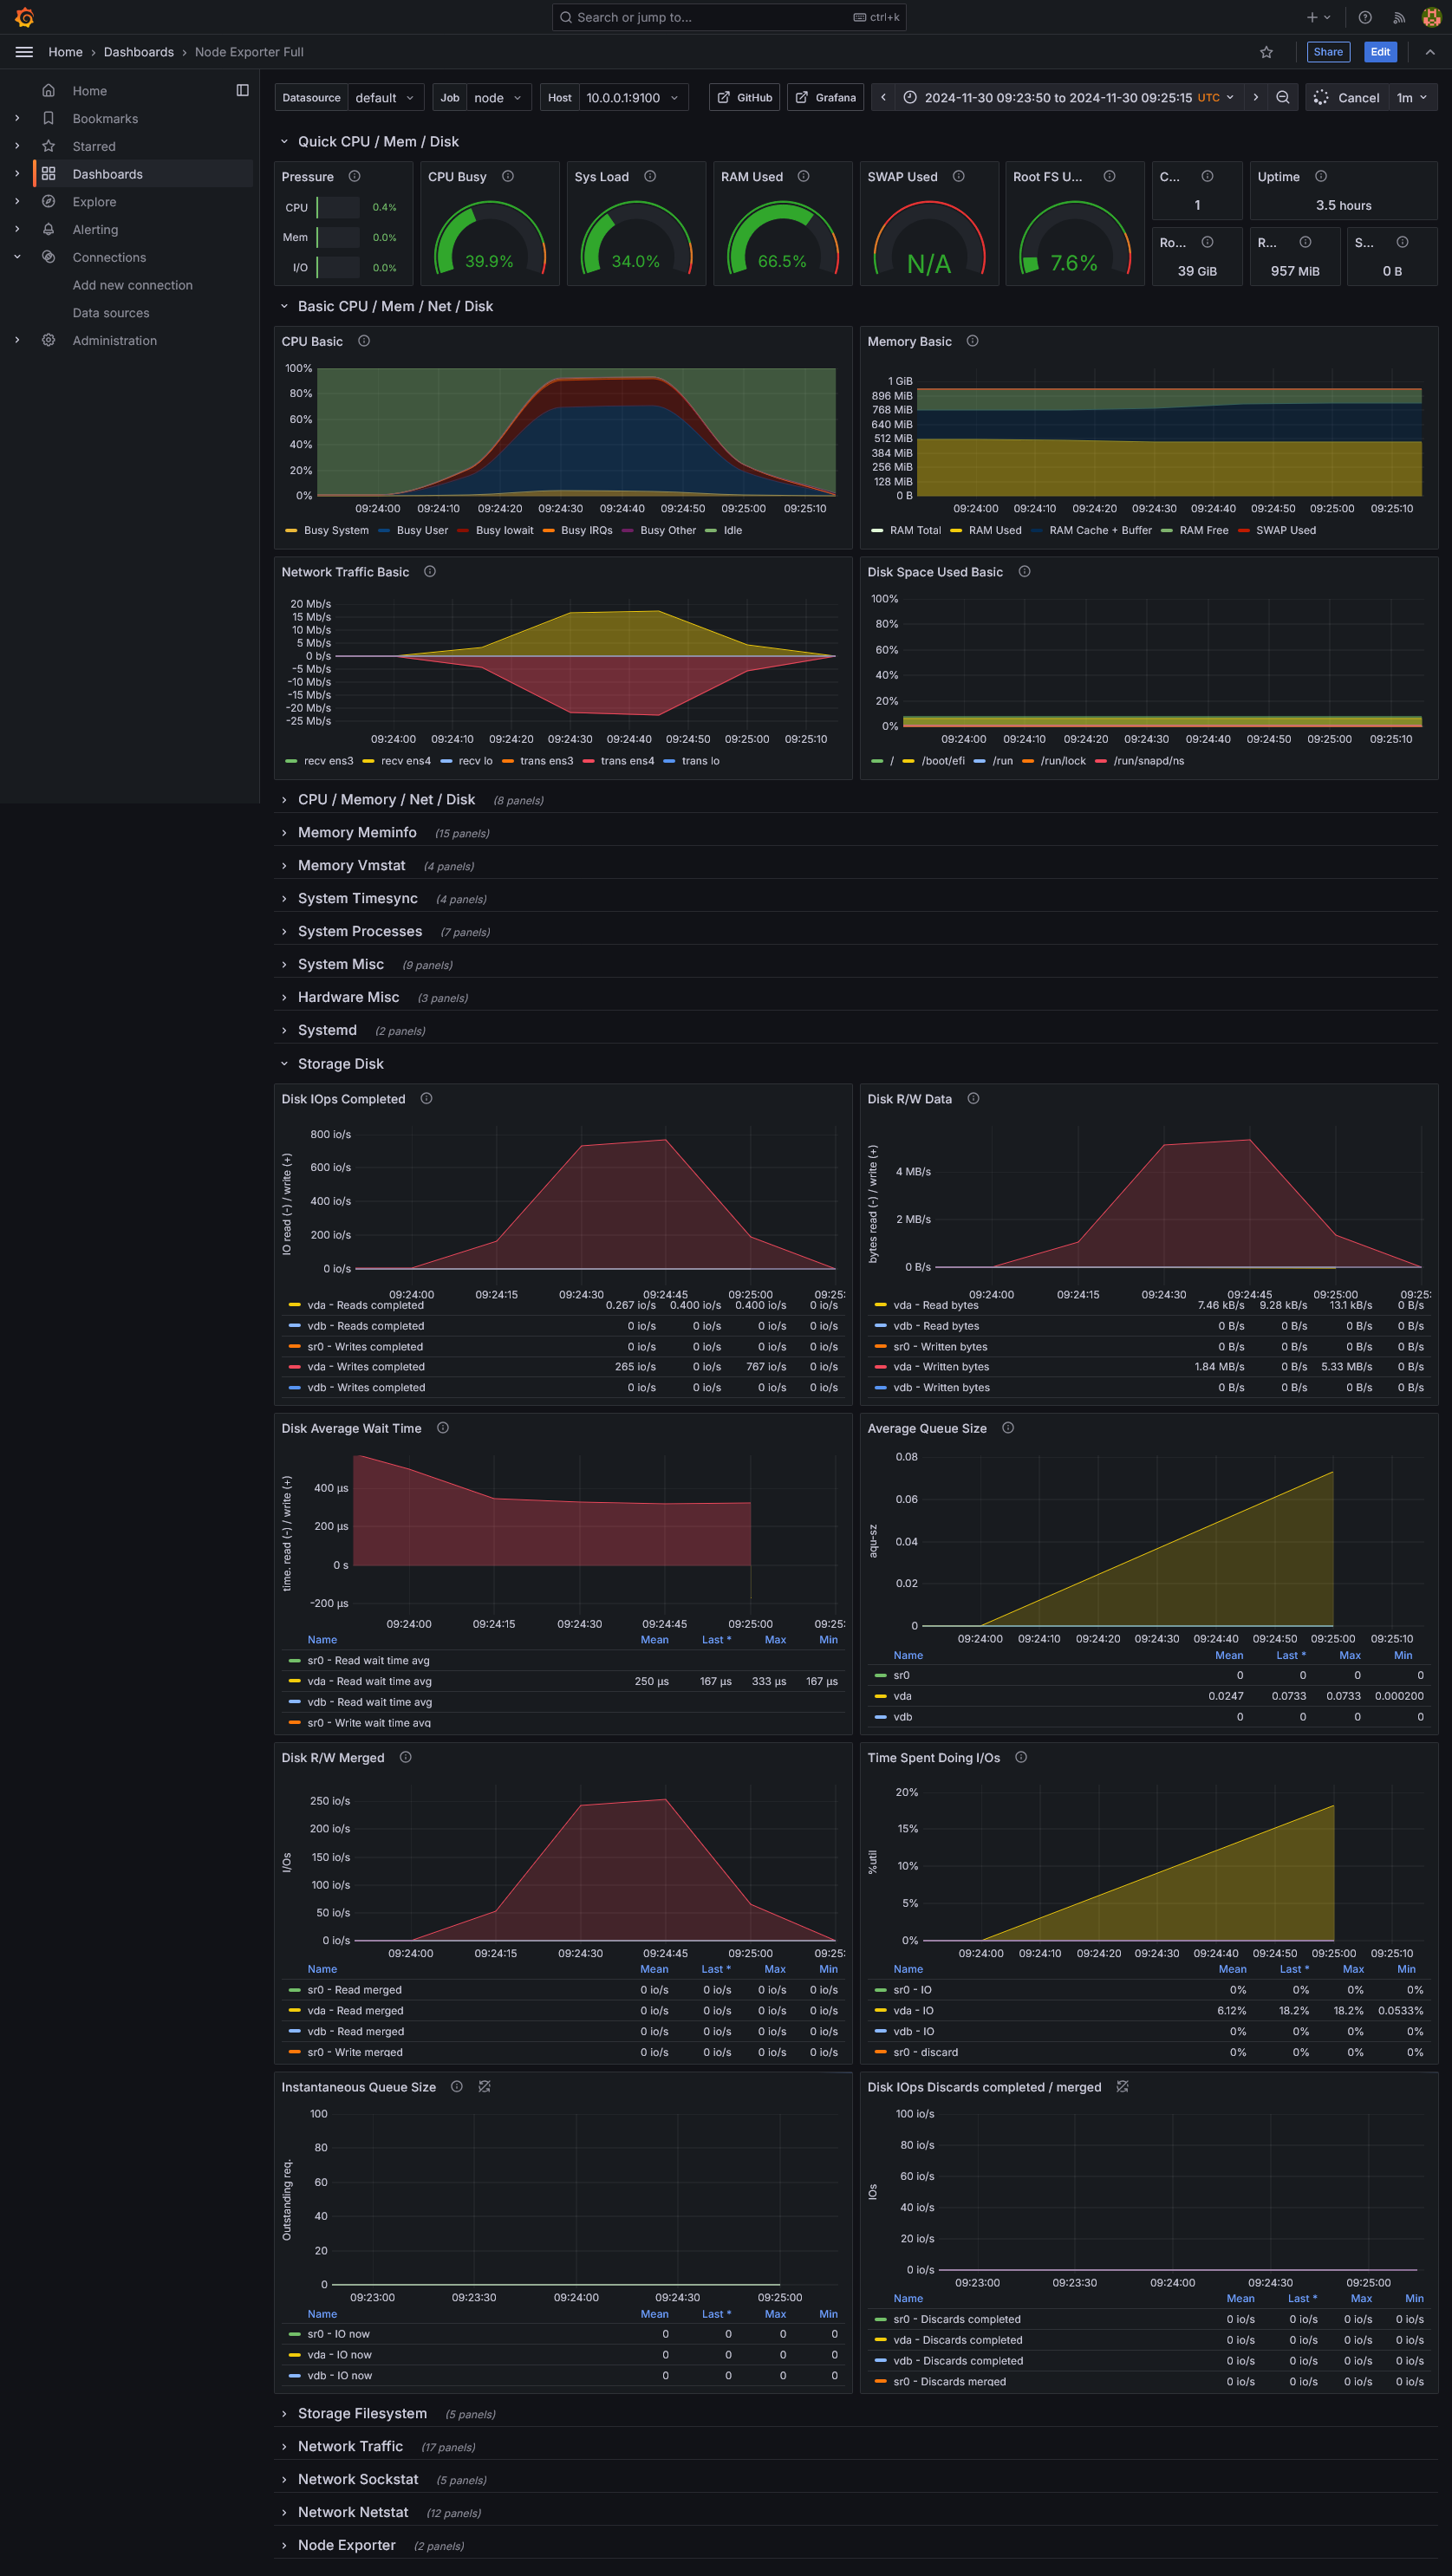 Search or jump to... ctrl+k
Home › Dashboards › Node Exporter Full
Share Edit
Home
Bookmarks
Starred
Dashboards
Explore
Alerting
Connections
Add new connection
Data sources
Administration
Datasource default Job node Host 10.0.0.1:9100 GitHub Grafana 2024-11-30 09:23:50 to 2024-11-30 09:25:15 UTC Cancel 1m
Quick CPU / Mem / Disk
Pressure
CPU 0.4%
Mem 0.0%
I/O 0.0%
CPU Busy
39.9%
Sys Load
34.0%
RAM Used
66.5%
SWAP Used
N/A
Root FS U...
7.6%
C...
1
Uptime
3.5 hours
Ro...
39 GiB
R...
957 MiB
S...
0 B
Basic CPU / Mem / Net / Disk
CPU Basic
100%
80%
60%
40%
20%
0%
09:24:00 09:24:10 09:24:20 09:24:30 09:24:40 09:24:50 09:25:00 09:25:10
Busy System Busy User Busy Iowait Busy IRQs Busy Other Idle
Memory Basic
1 GiB
896 MiB
768 MiB
640 MiB
512 MiB
384 MiB
256 MiB
128 MiB
0 B
09:24:00 09:24:10 09:24:20 09:24:30 09:24:40 09:24:50 09:25:00 09:25:10
RAM Total RAM Used RAM Cache + Buffer RAM Free SWAP Used
Network Traffic Basic
20 Mb/s
15 Mb/s
10 Mb/s
5 Mb/s
0 b/s
-5 Mb/s
-10 Mb/s
-15 Mb/s
-20 Mb/s
-25 Mb/s
09:24:00 09:24:10 09:24:20 09:24:30 09:24:40 09:24:50 09:25:00 09:25:10
recv ens3 recv ens4 recv lo trans ens3 trans ens4 trans lo
Disk Space Used Basic
100%
80%
60%
40%
20%
0%
09:24:00 09:24:10 09:24:20 09:24:30 09:24:40 09:24:50 09:25:00 09:25:10
/ /boot/efi /run /run/lock /run/snapd/ns
CPU / Memory / Net / Disk (8 panels)
Memory Meminfo (15 panels)
Memory Vmstat (4 panels)
System Timesync (4 panels)
System Processes (7 panels)
System Misc (9 panels)
Hardware Misc (3 panels)
Systemd (2 panels)
Storage Disk
Disk IOps Completed
IO read (-) / write (+)
800 io/s
600 io/s
400 io/s
200 io/s
0 io/s
09:24:00 09:24:15 09:24:30 09:24:45 09:25:00 09:25:
vda - Reads completed 0.267 io/s 0.400 io/s 0.400 io/s 0 io/s
vdb - Reads completed 0 io/s 0 io/s 0 io/s 0 io/s
sr0 - Writes completed 0 io/s 0 io/s 0 io/s 0 io/s
vda - Writes completed 265 io/s 0 io/s 767 io/s 0 io/s
vdb - Writes completed 0 io/s 0 io/s 0 io/s 0 io/s
Disk R/W Data
bytes read (-) / write (+)
4 MB/s
2 MB/s
0 B/s
09:24:00 09:24:15 09:24:30 09:24:45 09:25:00 09:25:
vda - Read bytes 7.46 kB/s 9.28 kB/s 13.1 kB/s 0 B/s
vdb - Read bytes 0 B/s 0 B/s 0 B/s 0 B/s
sr0 - Written bytes 0 B/s 0 B/s 0 B/s 0 B/s
vda - Written bytes 1.84 MB/s 0 B/s 5.33 MB/s 0 B/s
vdb - Written bytes 0 B/s 0 B/s 0 B/s 0 B/s
Disk Average Wait Time
time. read (-) / write (+)
400 µs
200 µs
0 s
-200 µs
09:24:00 09:24:15 09:24:30 09:24:45 09:25:00 09:25:
Name Mean Last * Max Min
sr0 - Read wait time avg
vda - Read wait time avg 250 µs 167 µs 333 µs 167 µs
vdb - Read wait time avg
sr0 - Write wait time avg
Average Queue Size
aqu-sz
0.08
0.06
0.04
0.02
0
09:24:00 09:24:10 09:24:20 09:24:30 09:24:40 09:24:50 09:25:00 09:25:10
Name Mean Last * Max Min
sr0 0 0 0 0
vda 0.0247 0.0733 0.0733 0.000200
vdb 0 0 0 0
Disk R/W Merged
I/Os
250 io/s
200 io/s
150 io/s
100 io/s
50 io/s
0 io/s
09:24:00 09:24:15 09:24:30 09:24:45 09:25:00 09:25:
Name Mean Last * Max Min
sr0 - Read merged 0 io/s 0 io/s 0 io/s 0 io/s
vda - Read merged 0 io/s 0 io/s 0 io/s 0 io/s
vdb - Read merged 0 io/s 0 io/s 0 io/s 0 io/s
sr0 - Write merged 0 io/s 0 io/s 0 io/s 0 io/s
Time Spent Doing I/Os
%util
20%
15%
10%
5%
0%
09:24:00 09:24:10 09:24:20 09:24:30 09:24:40 09:24:50 09:25:00 09:25:10
Name Mean Last * Max Min
sr0 - IO 0% 0% 0% 0%
vda - IO 6.12% 18.2% 18.2% 0.0533%
vdb - IO 0% 0% 0% 0%
sr0 - discard 0% 0% 0% 0%
Instantaneous Queue Size
Outstanding req.
100
80
60
40
20
0
09:23:00 09:23:30 09:24:00 09:24:30 09:25:00
Name Mean Last * Max Min
sr0 - IO now 0 0 0 0
vda - IO now 0 0 0 0
vdb - IO now 0 0 0 0
Disk IOps Discards completed / merged
IOs
100 io/s
80 io/s
60 io/s
40 io/s
20 io/s
0 io/s
09:23:00 09:23:30 09:24:00 09:24:30 09:25:00
Name Mean Last * Max Min
sr0 - Discards completed 0 io/s 0 io/s 0 io/s 0 io/s
vda - Discards completed 0 io/s 0 io/s 0 io/s 0 io/s
vdb - Discards completed 0 io/s 0 io/s 0 io/s 0 io/s
sr0 - Discards merged 0 io/s 0 io/s 0 io/s 0 io/s
Storage Filesystem (5 panels)
Network Traffic (17 panels)
Network Sockstat (5 panels)
Network Netstat (12 panels)
Node Exporter (2 panels)